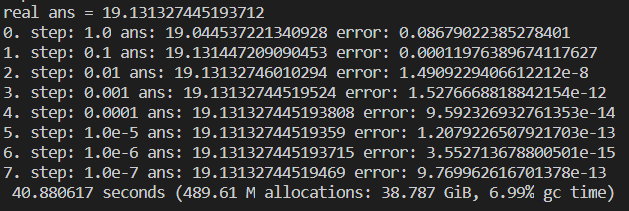 real ans = 19.131327445193712
0. step: 1.0 ans: 19.044537221340928 error: 0.08679022385278401
1. step: 0.1 ans: 19.131447209090453 error: 0.00011976389674117627
2. step: 0.01 ans: 19.13132746010294 error: 1.4909229406612212e-8
3. step: 0.001 ans: 19.13132744519524 error: 1.5276668818842154e-12
4. step: 0.0001 ans: 19.131327445193808 error: 9.592326932761353e-14
5. step: 1.0e-5 ans: 19.13132744519359 error: 1.2079226507921703e-13
6. step: 1.0e-6 ans: 19.131327445193715 error: 3.552713678800501e-15
7. step: 1.0e-7 ans: 19.13132744519469 error: 9.769962616701378e-13
40.880617 seconds (489.61 M allocations: 38.787 GiB, 6.99% gc time)